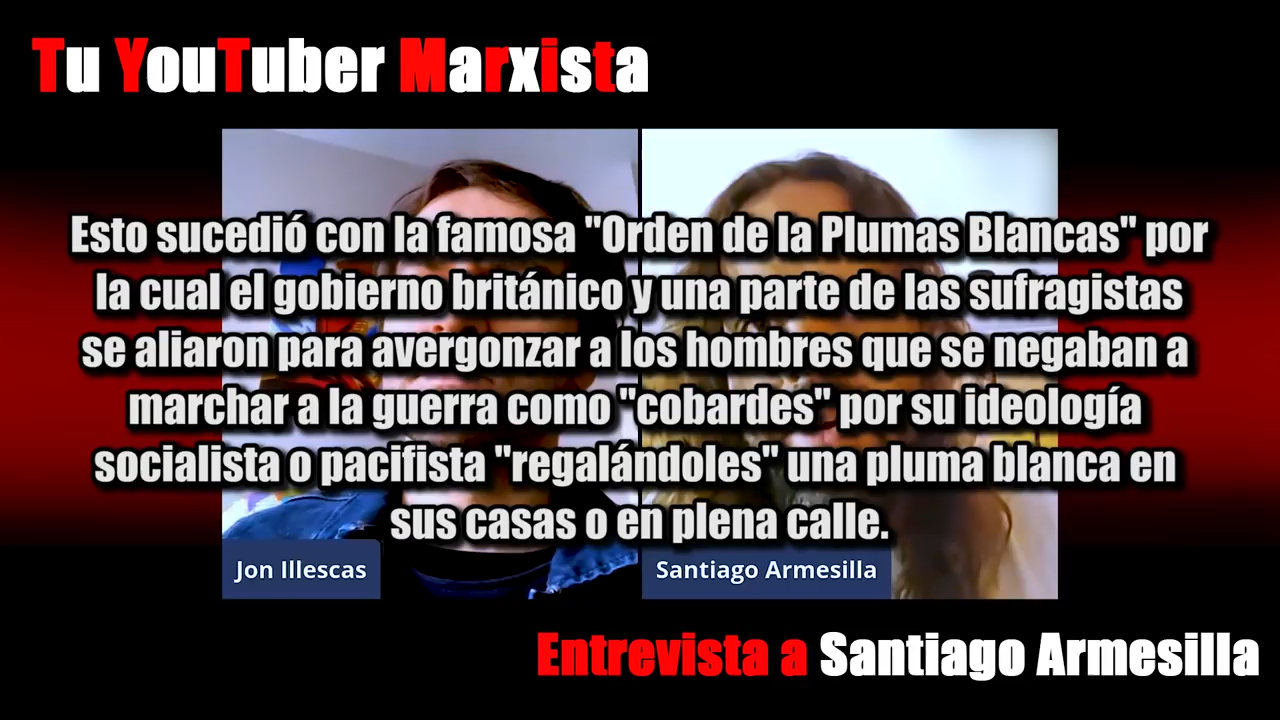 Tu YouTuber Marxista
Esto sucedió con la famosa "Orden de la Plumas Blancas" por
la cual el gobierno británico y una parte de las sufragistas
se aliaron para avergonzar a los hombres que se negaban a
marchar a la guerra como "cobardes" por su ideología
socialista o pacifista "regalándoles" una pluma blanca en
sus casas o en plena calle.
Jon Illescas
Santiago Armesilla
Entrevista a Santiago Armesilla